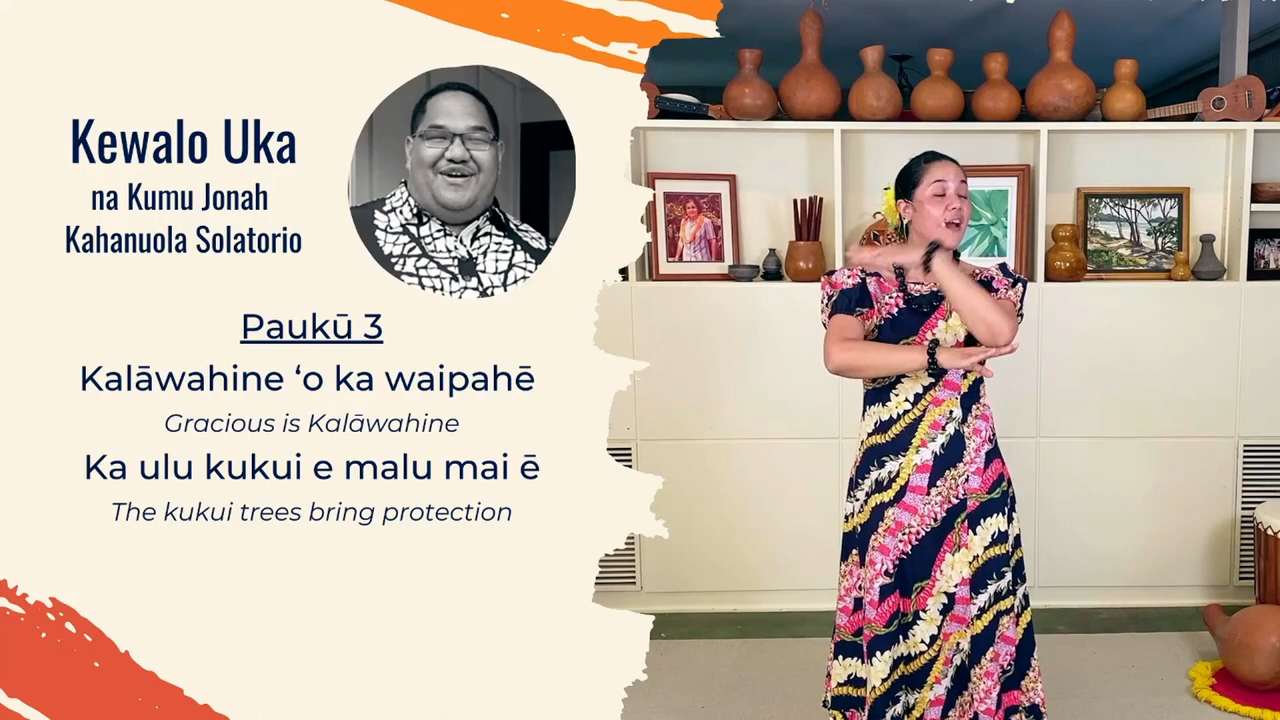 Kewalo Uka
na Kumu Jonah
Kahanuola Solatorio
Paukū 3
Kalāwahine ʻo ka waipahē
Gracious is Kalāwahine
Ka ulu kukui e malu mai ē
The kukui trees bring protection